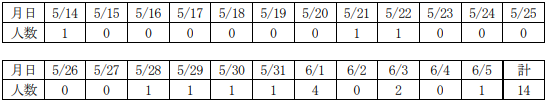 月日 5/14 5/15 5/16 5/17 5/18 5/19 5/20 5/21 5/22 5/23 5/24 5/25
人数 1 0 0 0 0 0 0 1 1 0 0 0
月日 5/26 5/27 5/28 5/29 5/30 5/31 6/1 6/2 6/3 6/4 6/5 計
人数 0 0 1 1 1 1 4 0 2 0 1 14